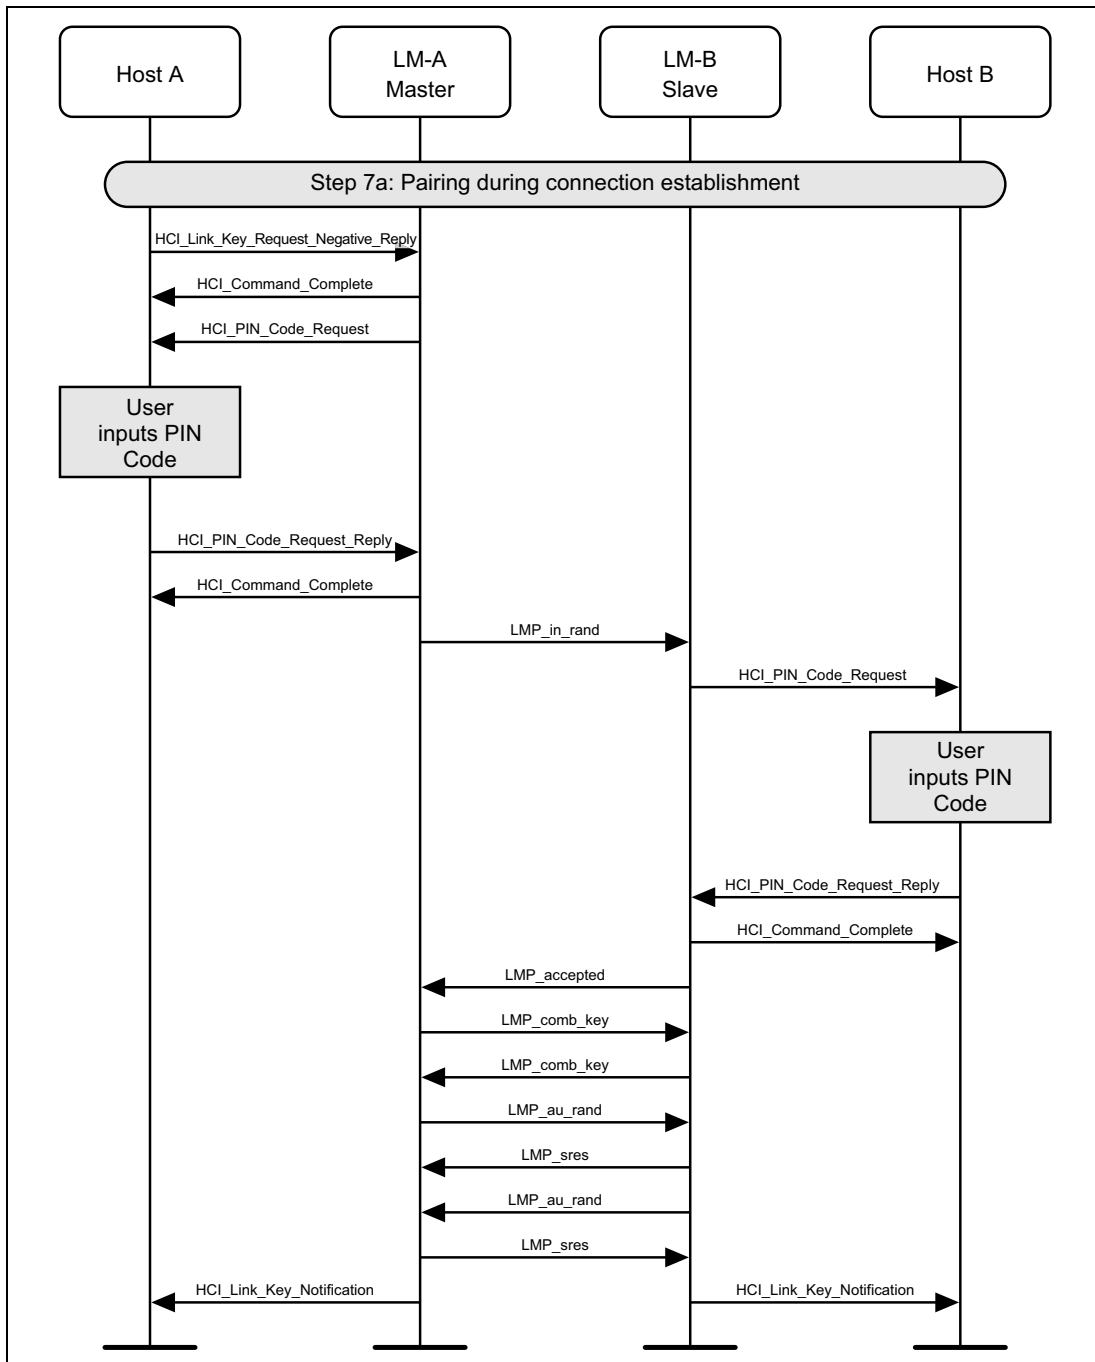 Host A
LM-A
Master
LM-B
Slave
Host B
Step 7a: Pairing during connection establishment
HCI_Link_Key_Request_Negative_Reply
HCI_Command_Complete
HCI_PIN_Code_Request
User
inputs PIN
Code
HCI_PIN_Code_Request_Reply
HCI_Command_Complete
LMP_in_rand
HCI_PIN_Code_Request
User
inputs PIN
Code
HCI_PIN_Code_Request_Reply
HCI_Command_Complete
LMP_accepted
LMP_comb_key
LMP_comb_key
LMP_au_rand
LMP_sres
LMP_au_rand
LMP_sres
HCI_Link_Key_Notification
HCI_Link_Key_Notification